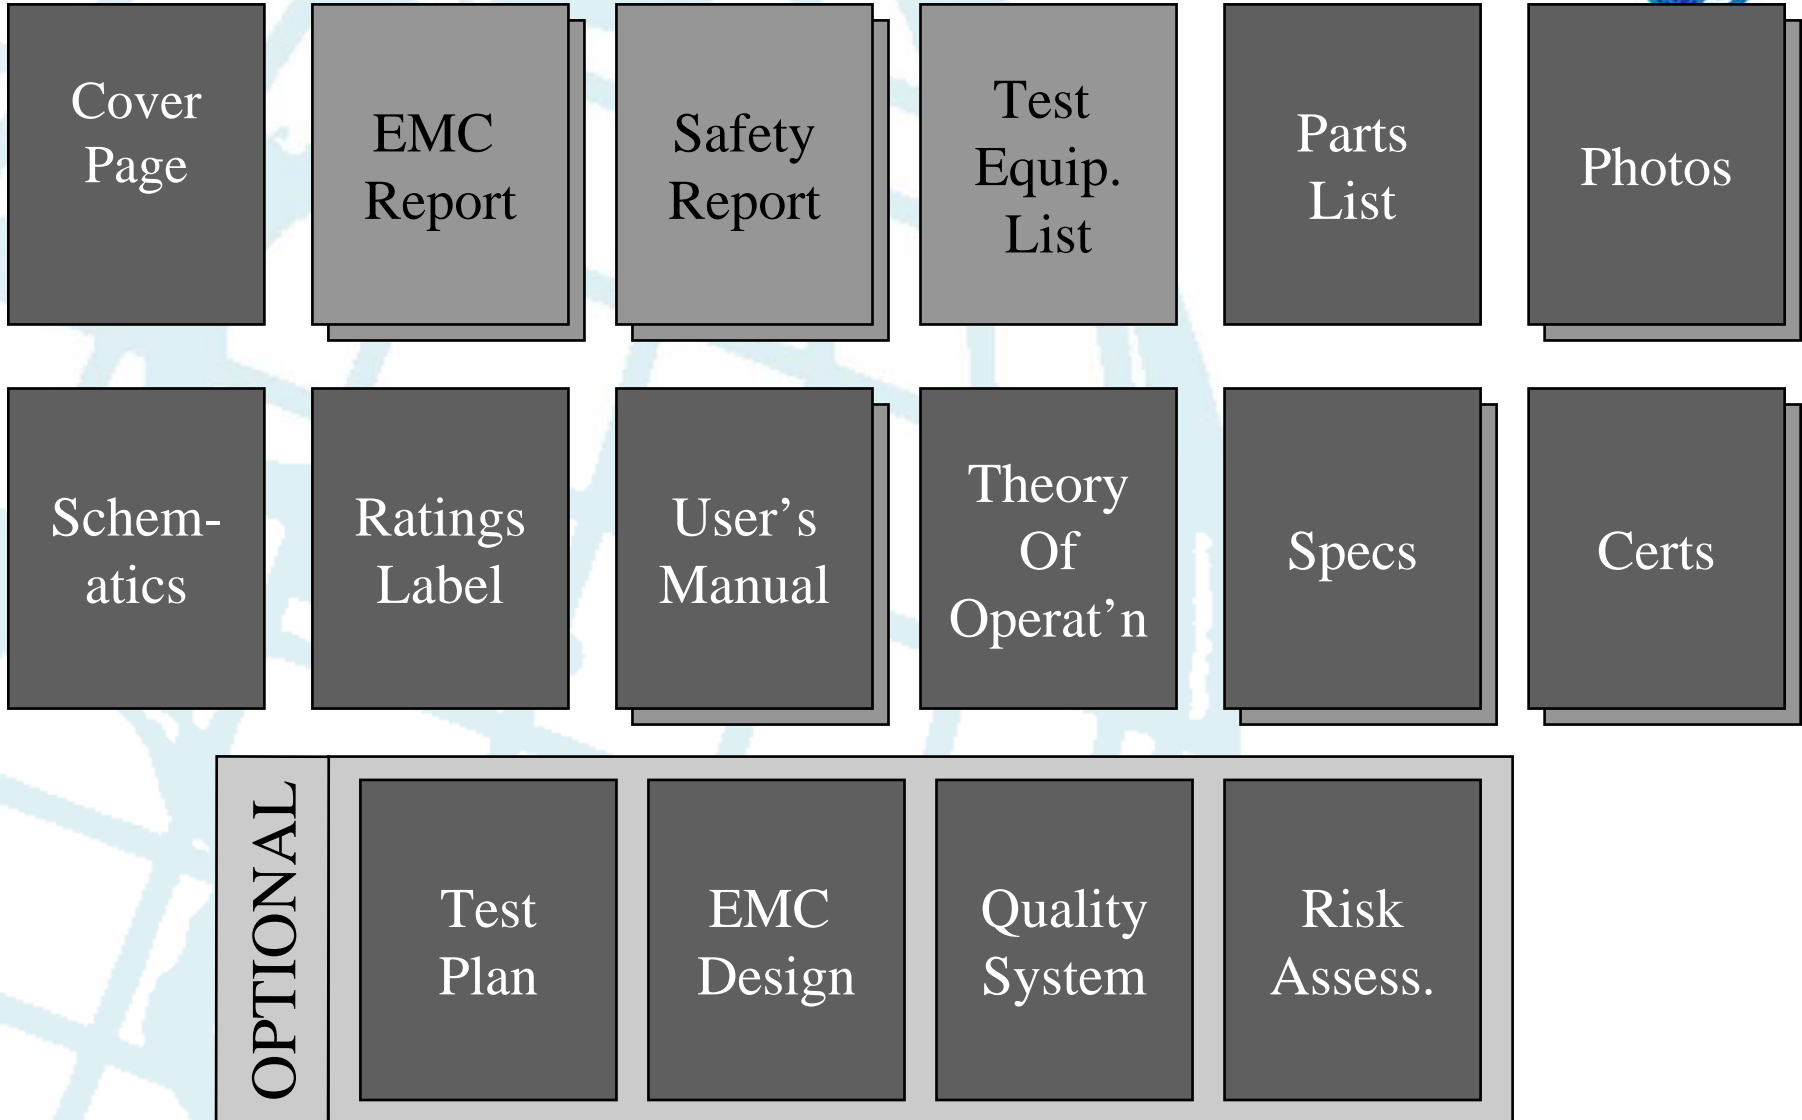 Cover
Page
EMC
Report
Safety
Report
Test
Equip.
List
Parts
List
Photos
Schem-
atics
Ratings
Label
User’s
Manual
Theory
Of
Operat’n
Specs
Certs
OPTIONAL
Test
Plan
EMC
Design
Quality
System
Risk
Assess.